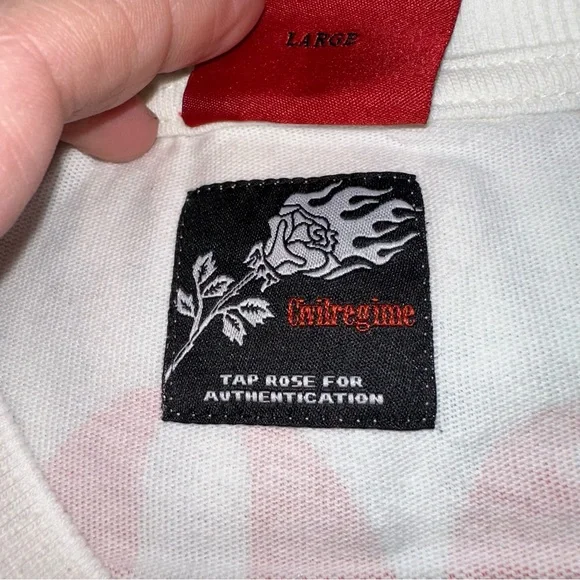 LARGE
Civilregime
TAP ROSE FOR
AUTHENTICATION